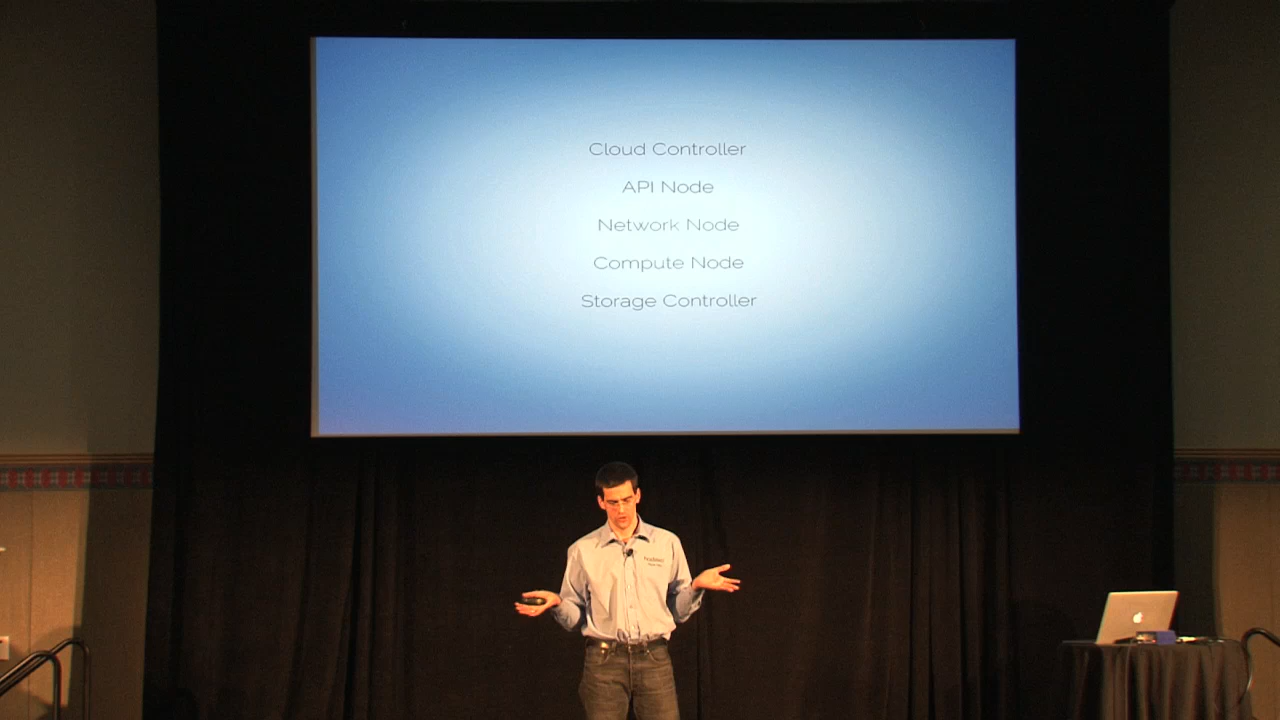 Cloud Controller
API Node
Network Node
Compute Node
Storage Controller